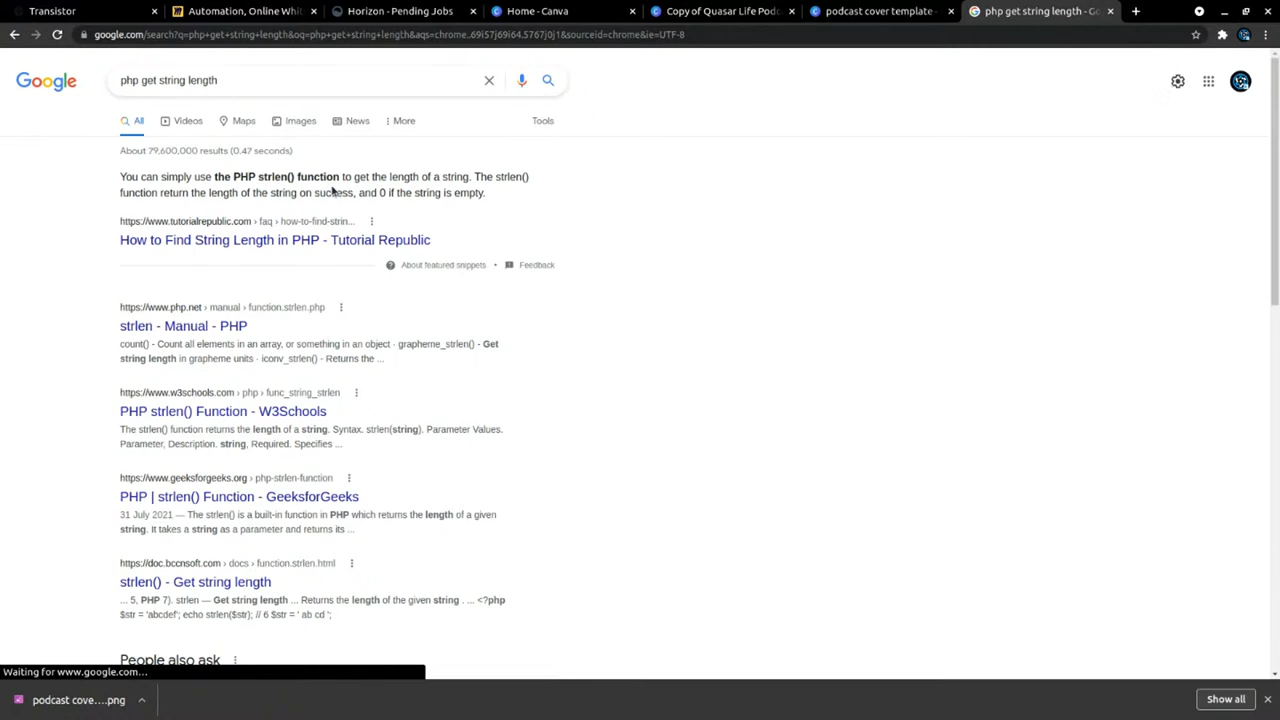 Transistor
Automation, Online Whit
Horizon - Pending Jobs
Home - Canva
Copy of Quasar Life Pod
podcast cover template -
php get string length - Go
google.com/search?q=php+get+string+length&oq=php+get+string+length&aqs=chrome..69i57j69i64.5767j0j1&sourceid=chrome&ie=UTF-8
Google
php get string length
All
Videos
Maps
Images
News
More
Tools
About 79,600,000 results (0.47 seconds)
You can simply use the PHP strlen() function to get the length of a string. The strlen()
function return the length of the string on success, and 0 if the string is empty.
https://www.tutorialrepublic.com › faq › how-to-find-strin...
How to Find String Length in PHP - Tutorial Republic
About featured snippets • Feedback
https://www.php.net › manual › function.strlen.php
strlen - Manual - PHP
count() - Count all elements in an array, or something in an object · grapheme_strlen() - Get
string length in grapheme units · iconv_strlen() - Returns the ...
https://www.w3schools.com › php › func_string_strlen
PHP strlen() Function - W3Schools
The strlen() function returns the length of a string. Syntax. strlen(string). Parameter Values.
Parameter, Description. string, Required. Specifies ...
https://www.geeksforgeeks.org › php-strlen-function
PHP | strlen() Function - GeeksforGeeks
31 July 2021 — The strlen() is a built-in function in PHP which returns the length of a given
string. It takes a string as a parameter and returns its ...
https://doc.bccnsoft.com › docs › function.strlen.html
strlen() - Get string length
... 5, PHP 7). strlen — Get string length ... Returns the length of the given string . ... <?php
$str = 'abcdef'; echo strlen($str); // 6 $str = ' ab cd ';
People also ask
Waiting for www.google.com...
podcast cove....png
Show all